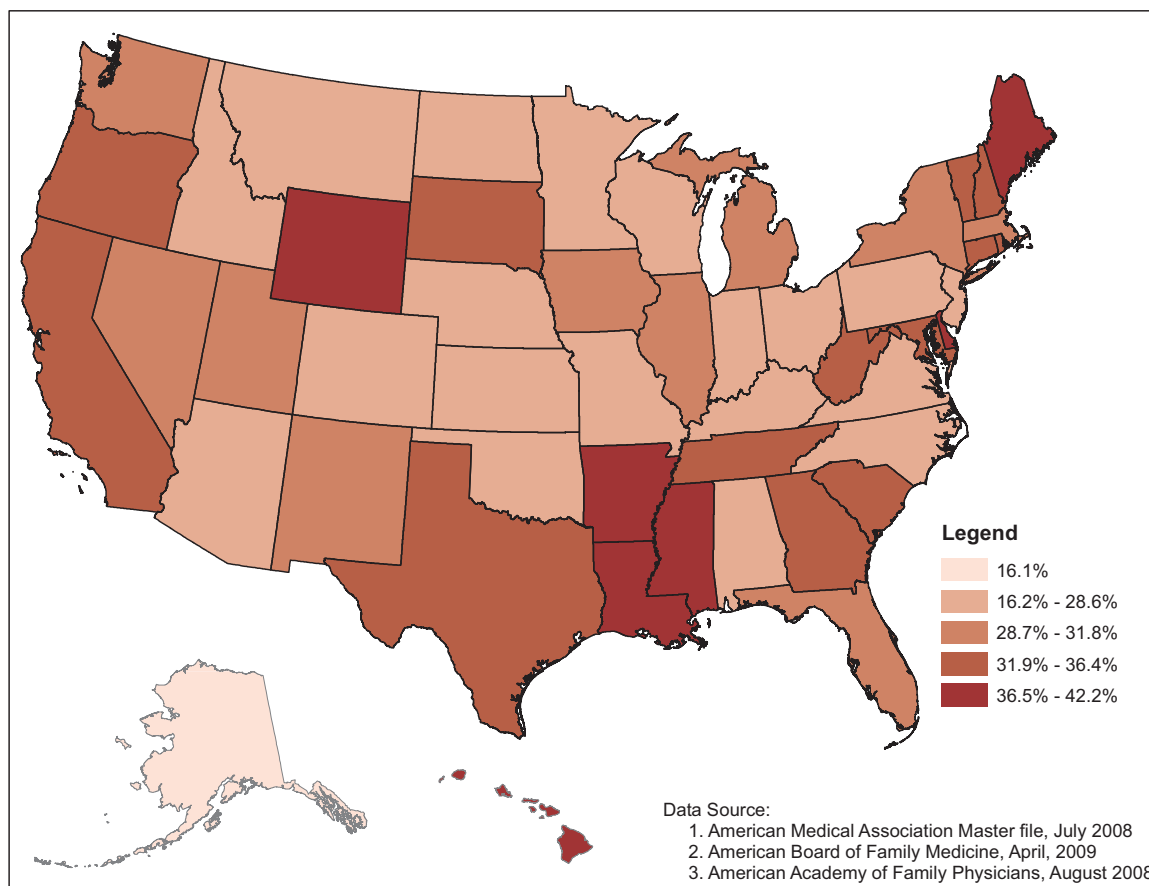 Legend
16.1%
16.2% - 28.6%
28.7% - 31.8%
31.9% - 36.4%
36.5% - 42.2%
Data Source:
1. American Medical Association Master file, July 2008
2. American Board of Family Medicine, April, 2009
3. American Academy of Family Physicians, August 2008